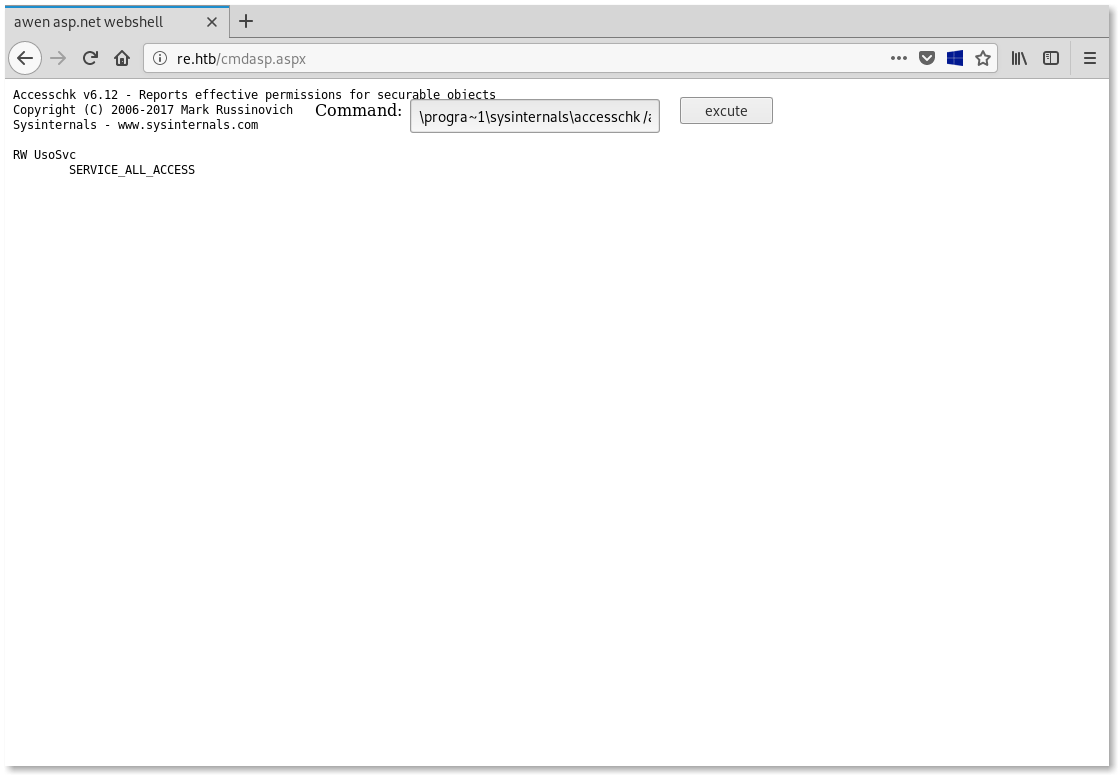 awen asp.net webshell
re.htb/cmdasp.aspx
Accesschk v6.12 - Reports effective permissions for securable objects
Copyright (C) 2006-2017 Mark Russinovich
Sysinternals - www.sysinternals.com
Command: \progra~1\sysinternals\accesschk /a excute
RW UsoSvc
SERVICE_ALL_ACCESS